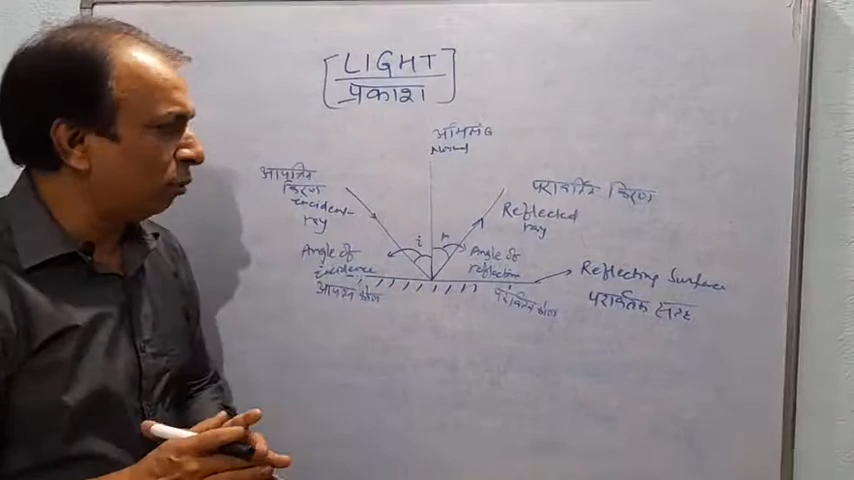 LIGHT
प्रकाश
अभिलंब
Normal
आपतित
किरण
incident
ray
परावर्तित किरण
Reflected
ray
i
r
Angle of
incidence
आपतन कोण
Angle of
reflection
परावर्तन कोण
Reflecting Surface
परावर्तक सतह